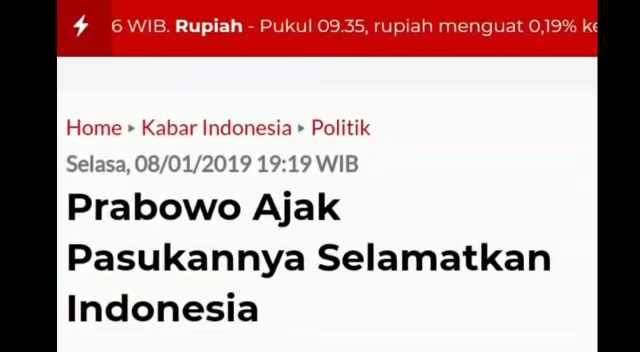 6 WIB. Rupiah - Pukul 09.35, rupiah menguat 0,19% ke
Home ▸ Kabar Indonesia ▸ Politik
Selasa, 08/01/2019 19:19 WIB
Prabowo Ajak
Pasukannya Selamatkan
Indonesia